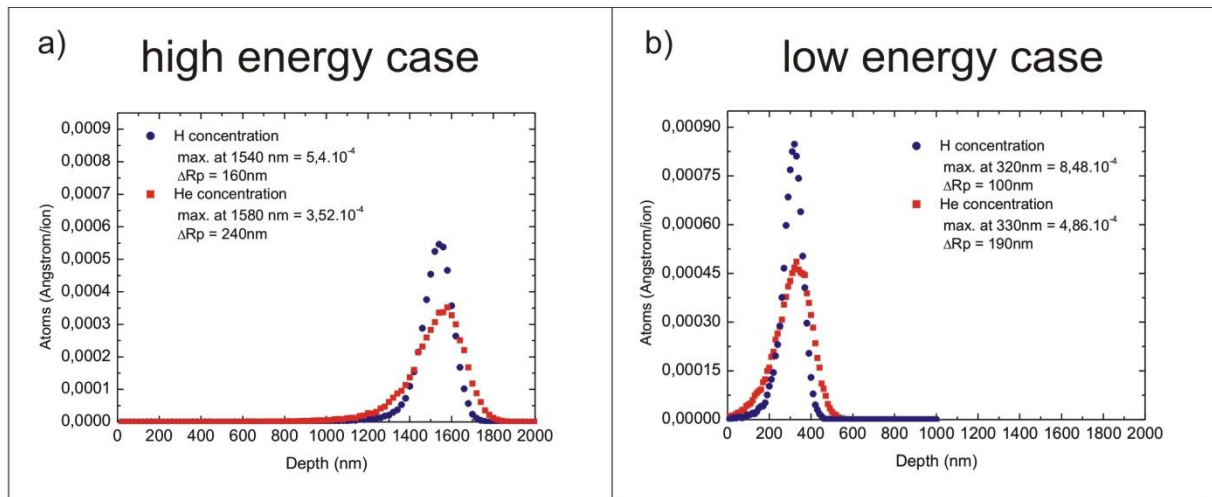 a)
high energy case
0,0009
0,0008
0,0007
0,0006
0,0005
0,0004
0,0003
0,0002
0,0001
0,0000
Atoms (Angstrom/ion)
H concentration
max. at 1540 nm = 5,4.10-4
ΔRp = 160nm
He concentration
max. at 1580 nm = 3,52.10-4
ΔRp = 240nm
0 200 400 600 800 1000 1200 1400 1600 1800 2000
Depth (nm)
b)
low energy case
0,00090
0,00075
0,00060
0,00045
0,00030
0,00015
0,00000
Atoms (Angstrom/ion)
H concentration
max. at 320nm = 8,48.10-4
ΔRp = 100nm
He concentration
max. at 330nm = 4,86.10-4
ΔRp = 190nm
0 200 400 600 800 1000 1200 1400 1600 1800 2000
Depth (nm)